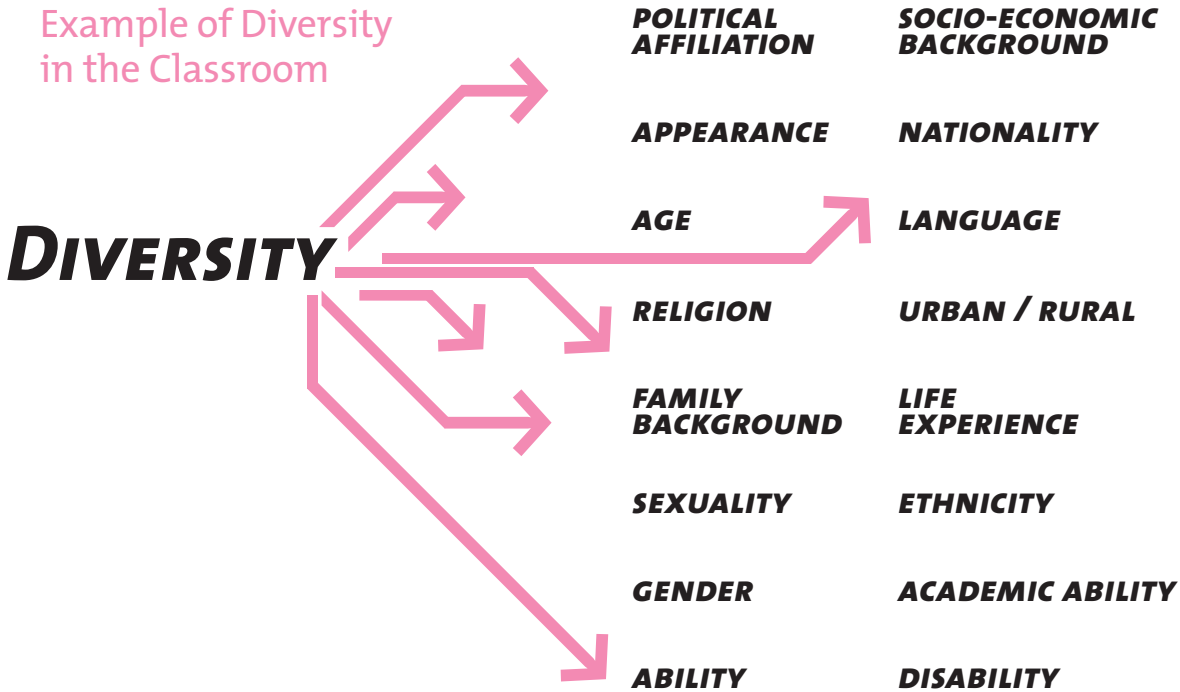 Example of Diversity
in the Classroom
DIVERSITY
POLITICAL
AFFILIATION
SOCIO-ECONOMIC
BACKGROUND
APPEARANCE
NATIONALITY
AGE
LANGUAGE
RELIGION
URBAN / RURAL
FAMILY
BACKGROUND
LIFE
EXPERIENCE
SEXUALITY
ETHNICITY
GENDER
ACADEMIC ABILITY
ABILITY
DISABILITY